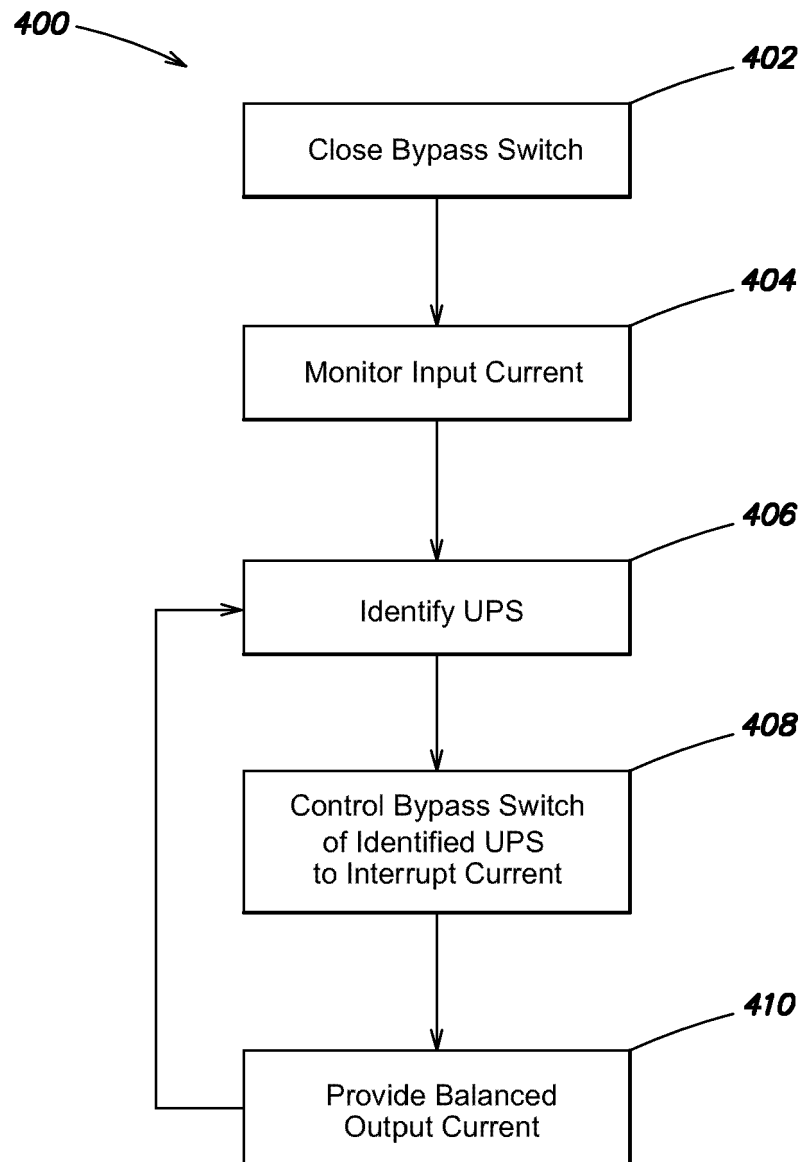 400
402
Close Bypass Switch
404
Monitor Input Current
406
Identify UPS
408
Control Bypass Switch
of Identified UPS
to Interrupt Current
410
Provide Balanced
Output Current